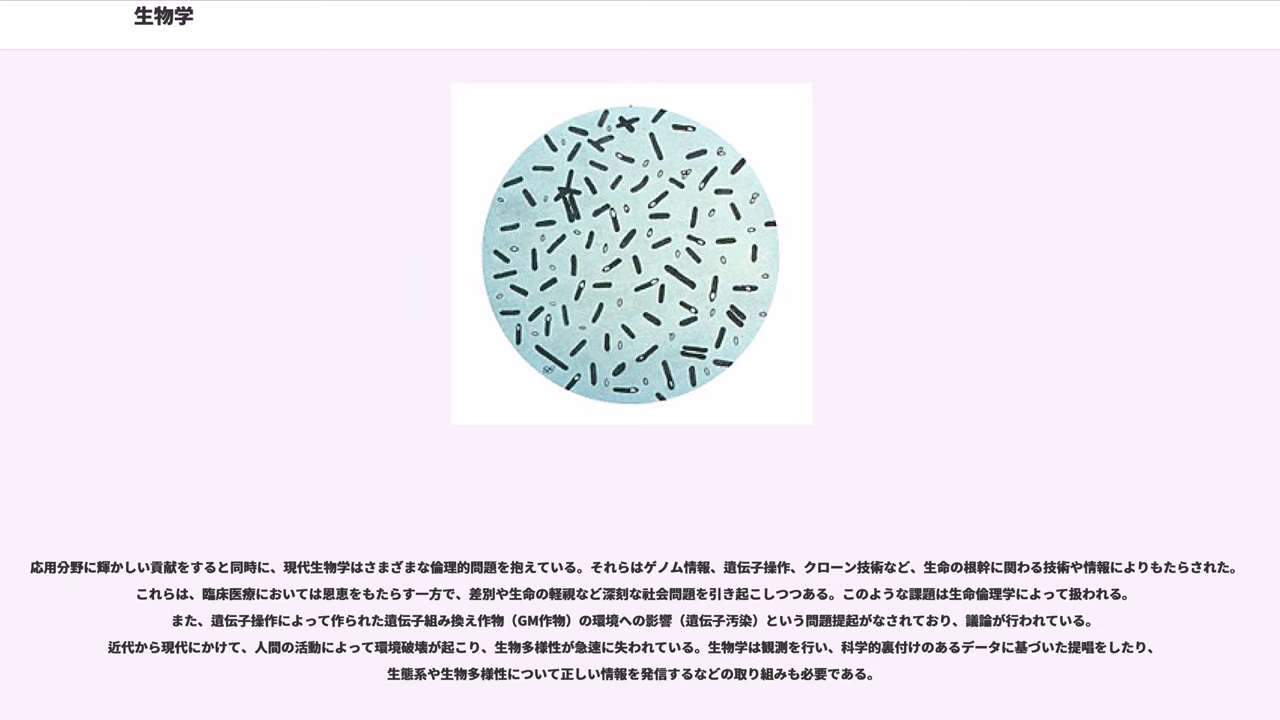 生物学
応用分野に輝かしい貢献をすると同時に、現代生物学はさまざまな倫理的問題を抱えている。それらはゲノム情報、遺伝子操作、クローン技術など、生命の根幹に関わる技術や情報によりもたらされた。
これらは、臨床医療においては恩恵をもたらす一方で、差別や生命の軽視など深刻な社会問題を引き起こしつつある。このような課題は生命倫理学によって扱われる。
また、遺伝子操作によって作られた遺伝子組み換え作物（GM作物）の環境への影響（遺伝子汚染）という問題提起がなされており、議論が行われている。
近代から現代にかけて、人間の活動によって環境破壊が起こり、生物多様性が急速に失われている。生物学は観測を行い、科学的裏付けのあるデータに基づいた提唱をしたり、
生態系や生物多様性について正しい情報を発信するなどの取り組みも必要である。